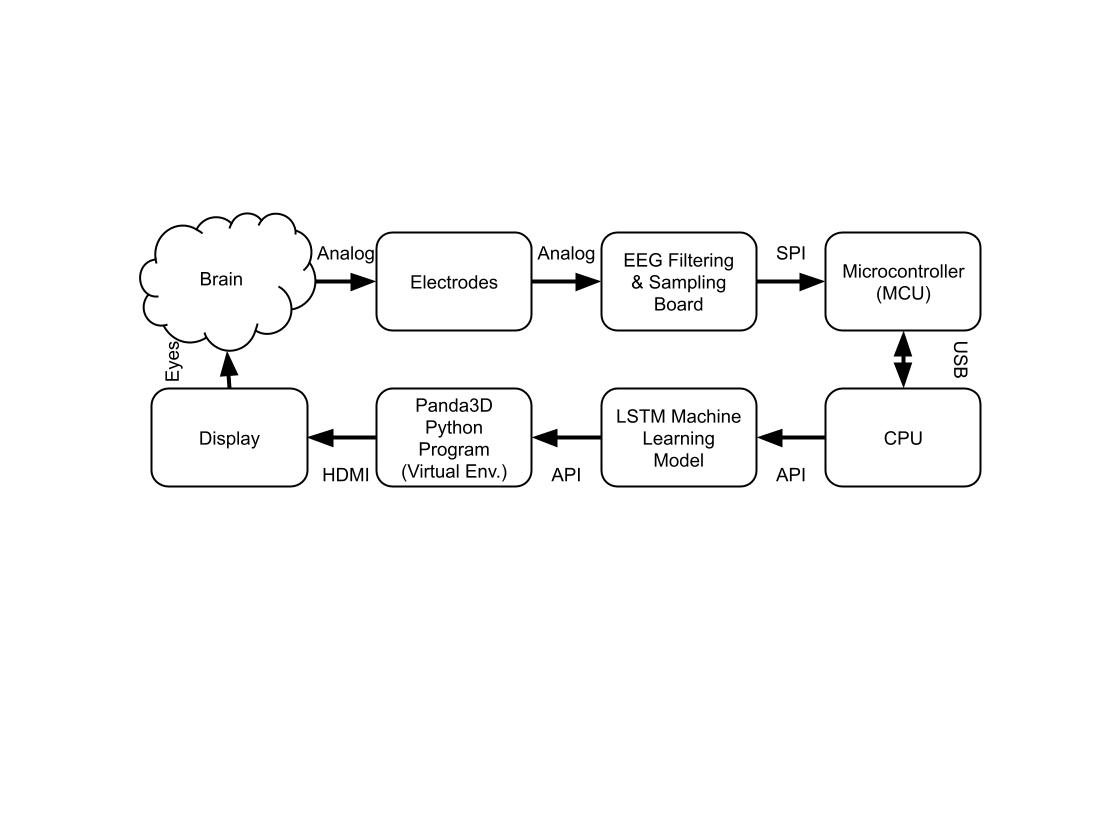 Brain
Analog
Electrodes
Analog
EEG Filtering
& Sampling
Board
SPI
Microcontroller
(MCU)
USB
CPU
API
LSTM Machine
Learning
Model
API
Panda3D
Python
Program
(Virtual Env.)
HDMI
Display
Eyes